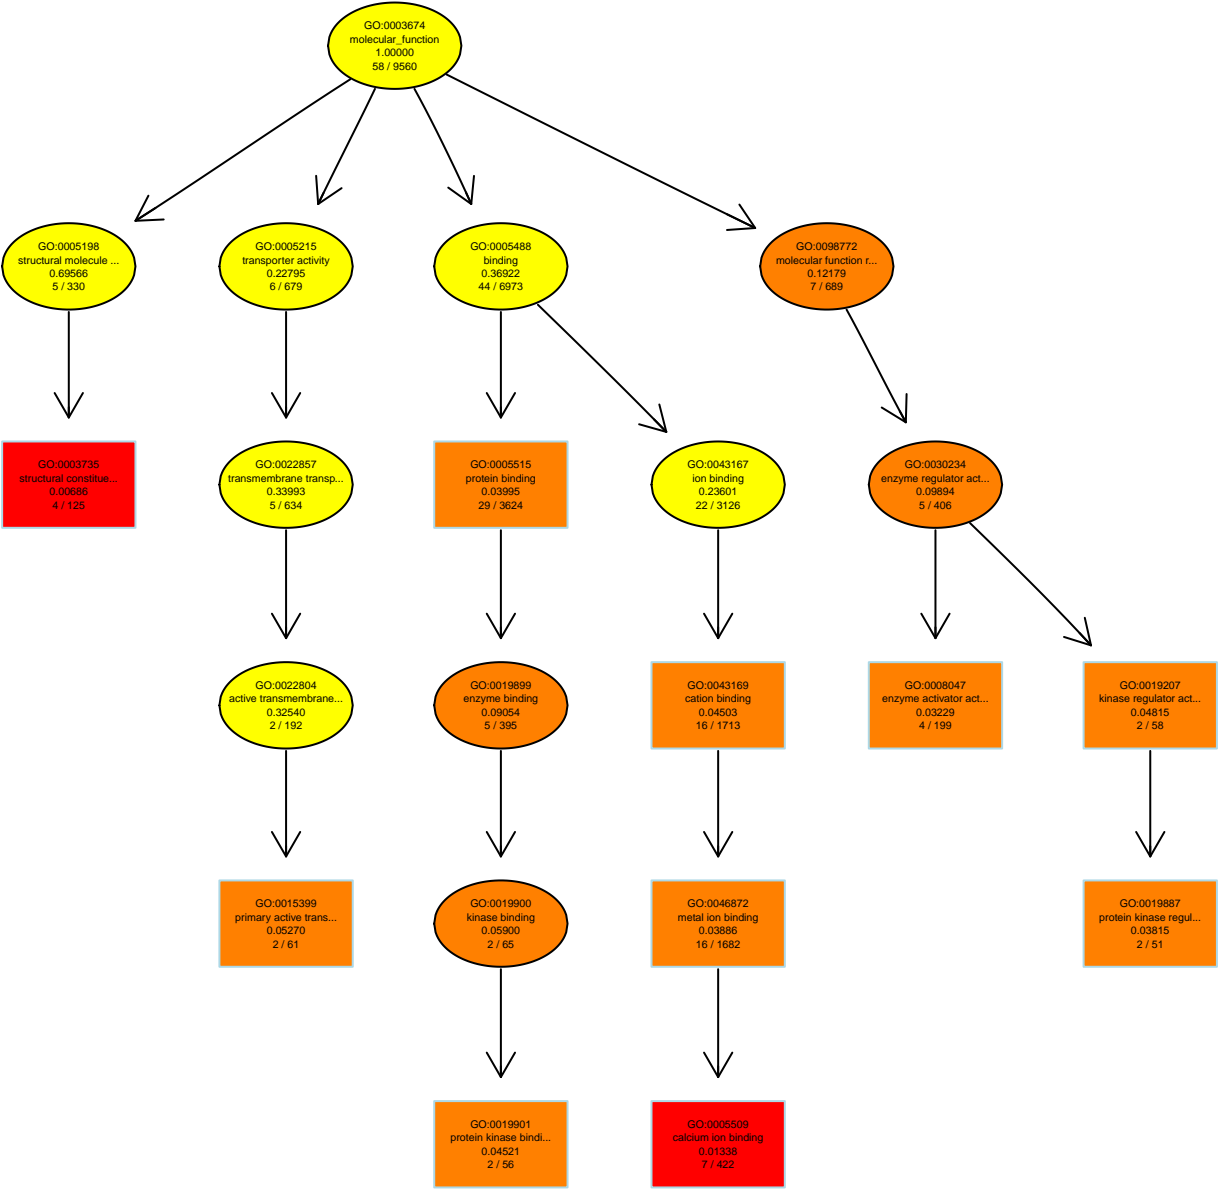 GO:0003674
molecular_function
1.00000
58 / 9560
GO:0005198
structural molecule ...
0.69566
5 / 330
GO:0005215
transporter activity
0.22795
6 / 679
GO:0005488
binding
0.36922
44 / 6973
GO:0098772
molecular function r...
0.12179
7 / 689
GO:0003735
structural constitue...
0.00686
4 / 125
GO:0022857
transmembrane transp...
0.33993
5 / 634
GO:0005515
protein binding
0.03995
29 / 3624
GO:0043167
ion binding
0.23601
22 / 3126
GO:0030234
enzyme regulator act...
0.09894
5 / 406
GO:0022804
active transmembrane...
0.32540
2 / 192
GO:0019899
enzyme binding
0.09054
5 / 395
GO:0043169
cation binding
0.04503
16 / 1713
GO:0008047
enzyme activator act...
0.03229
4 / 199
GO:0019207
kinase regulator act...
0.04815
2 / 58
GO:0015399
primary active trans...
0.05270
2 / 61
GO:0019900
kinase binding
0.05900
2 / 65
GO:0046872
metal ion binding
0.03886
16 / 1682
GO:0019887
protein kinase regul...
0.03815
2 / 51
GO:0019901
protein kinase bindi...
0.04521
2 / 56
GO:0005509
calcium ion binding
0.01338
7 / 422